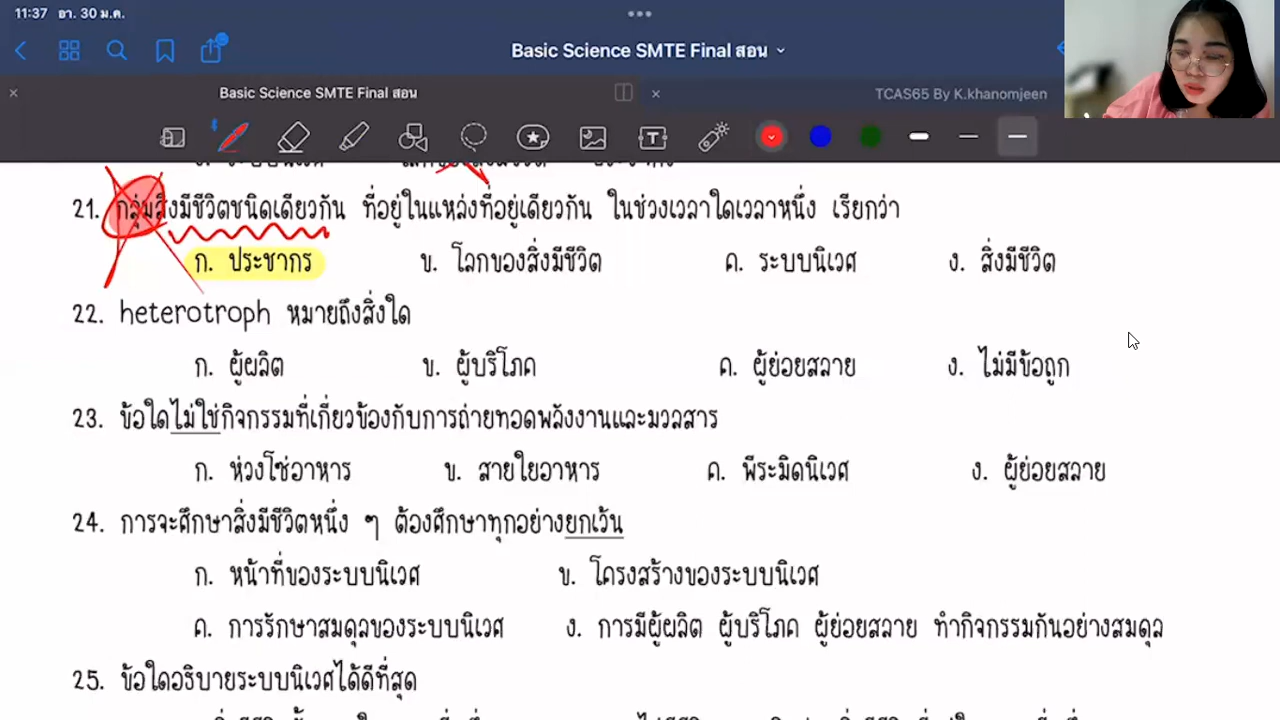 11:37 อา. 30 ม.ค.
Basic Science SMTE Final สอน
Basic Science SMTE Final สอน
TCAS65 By K.khanomjeen
21. กลุ่มสิ่งมีชีวิตชนิดเดียวกัน ที่อยู่ในแหล่งที่อยู่เดียวกัน ในช่วงเวลาใดเวลาหนึ่ง เรียกว่า
ก. ประชากร ข. โลกของสิ่งมีชีวิต ค. ระบบนิเวศ ง. สิ่งมีชีวิต
22. heterotroph หมายถึงสิ่งใด
ก. ผู้ผลิต ข. ผู้บริโภค ค. ผู้ย่อยสลาย ง. ไม่มีข้อถูก
23. ข้อใดไม่ใช่กิจกรรมที่เกี่ยวข้องกับการถ่ายทอดพลังงานและมวลสาร
ก. ห่วงโซ่อาหาร ข. สายใยอาหาร ค. พีระมิดนิเวศ ง. ผู้ย่อยสลาย
24. การจะศึกษาสิ่งมีชีวิตหนึ่ง ๆ ต้องศึกษาทุกอย่างยกเว้น
ก. หน้าที่ของระบบนิเวศ ข. โครงสร้างของระบบนิเวศ
ค. การรักษาสมดุลของระบบนิเวศ ง. การมีผู้ผลิต ผู้บริโภค ผู้ย่อยสลาย ทำกิจกรรมกันอย่างสมดุล
25. ข้อใดอธิบายระบบนิเวศได้ดีที่สุด